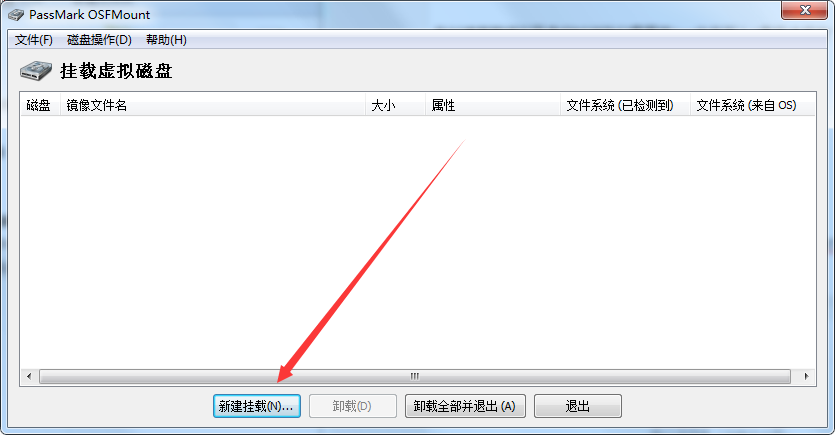 PassMark OSFMount
文件(F) 磁盘操作(D) 帮助(H)
挂载虚拟磁盘
磁盘 镜像文件名 大小 属性 文件系统 (已检测到) 文件系统 (来自 OS)
新建挂载(N)... 卸载(D) 卸载全部并退出 (A) 退出